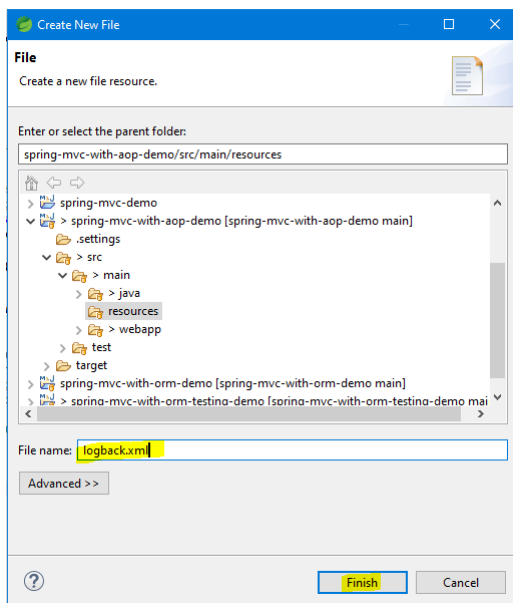 Create New File
File
Create a new file resource.
Enter or select the parent folder:
spring-mvc-with-aop-demo/src/main/resources
> spring-mvc-demo
> spring-mvc-with-aop-demo [spring-mvc-with-aop-demo main]
.settings
> src
> main
> > java
resources
> > webapp
> test
> target
> spring-mvc-with-orm-demo [spring-mvc-with-orm-demo main]
> > spring-mvc-with-orm-testing-demo [spring-mvc-with-orm-testing-demo mai
File name: logback.xml
Advanced >>
? Finish Cancel